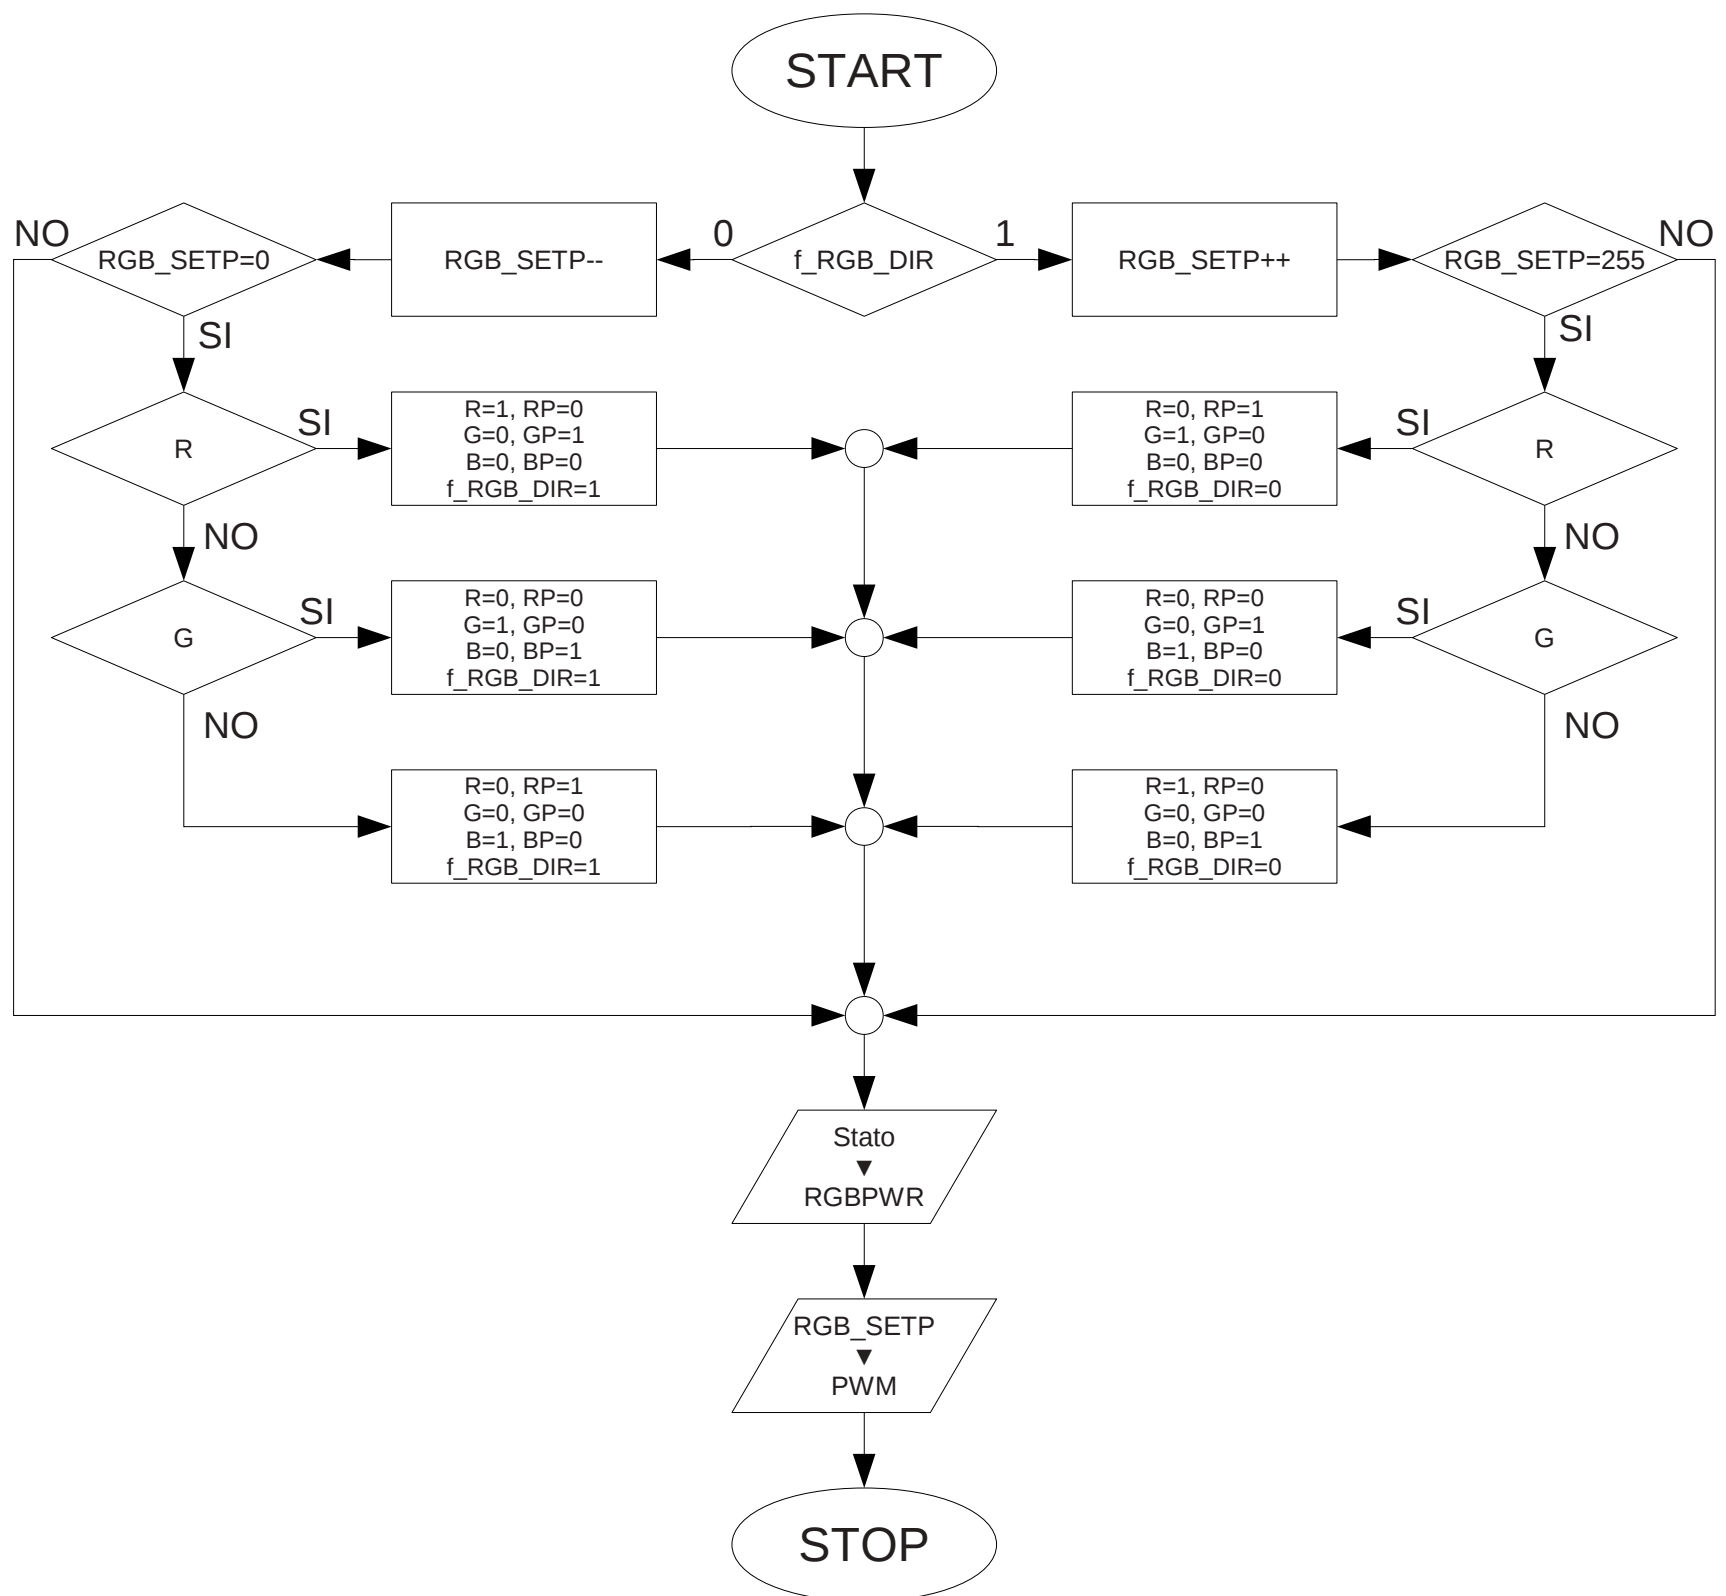 START
NO
RGB_SETP=0
RGB_SETP--
0
f_RGB_DIR
1
RGB_SETP++
RGB_SETP=255
NO
SI
SI
R
SI
R=1, RP=0
G=0, GP=1
B=0, BP=0
f_RGB_DIR=1
R=0, RP=1
G=1, GP=0
B=0, BP=0
f_RGB_DIR=0
SI
R
NO
NO
G
SI
R=0, RP=0
G=1, GP=0
B=0, BP=1
f_RGB_DIR=1
R=0, RP=0
G=0, GP=1
B=1, BP=0
f_RGB_DIR=0
SI
G
NO
NO
R=0, RP=1
G=0, GP=0
B=1, BP=0
f_RGB_DIR=1
R=1, RP=0
G=0, GP=0
B=0, BP=1
f_RGB_DIR=0
Stato
▼
RGBPWR
RGB_SETP
▼
PWM
STOP